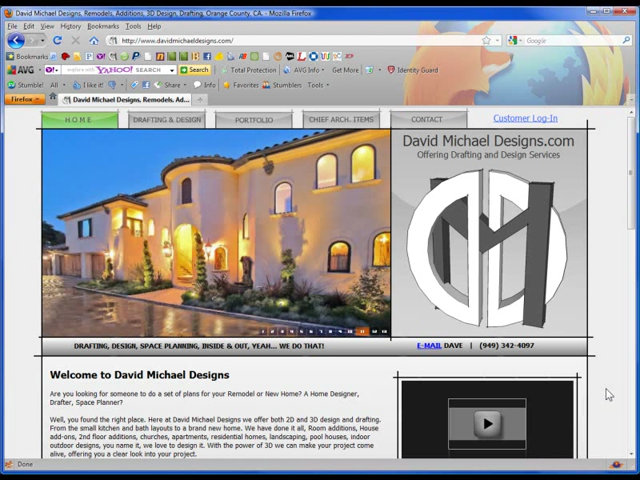 David Michael Designs, Remodels, Additions, 3D Design, Drafting, Orange County, CA, - Mozilla Firefox
File Edit View History Bookmarks Tools Help
http://www.davidmichaeldesigns.com/
Google
Bookmarks
Info
AVG YAHOO! SEARCH Search Total Protection AVG Info Get More Identity Guard
Stumble! All I like it! Favorites Stumblers Tools
Firefox David Michael Designs, Remodels, Ad...
HOME DRAFTING & DESIGN PORTFOLIO CHIEF ARCH. ITEMS CONTACT Customer Log-In
David Michael Designs.com
Offering Drafting and Design Services
DRAFTING, DESIGN, SPACE PLANNING, INSIDE & OUT, YEAH... WE DO THAT!
E-MAIL DAVE | (949) 342-4097
Welcome to David Michael Designs
Are you looking for someone to do a set of plans for your Remodel or New Home? A Home Designer,
Drafter, Space Planner?
Well, you found the right place. Here at David Michael Designs we offer both 2D and 3D design and drafting.
From the small kitchen and bath layouts to a brand new home. We have done it all, Room additions, House
add-ons, 2nd floor additions, churches, apartments, residential homes, landscaping, pool houses, indoor
outdoor designs, you name it, we love to design it. With the power of 3D we can make your project come
alive, offering you a clear look into your project.
Done